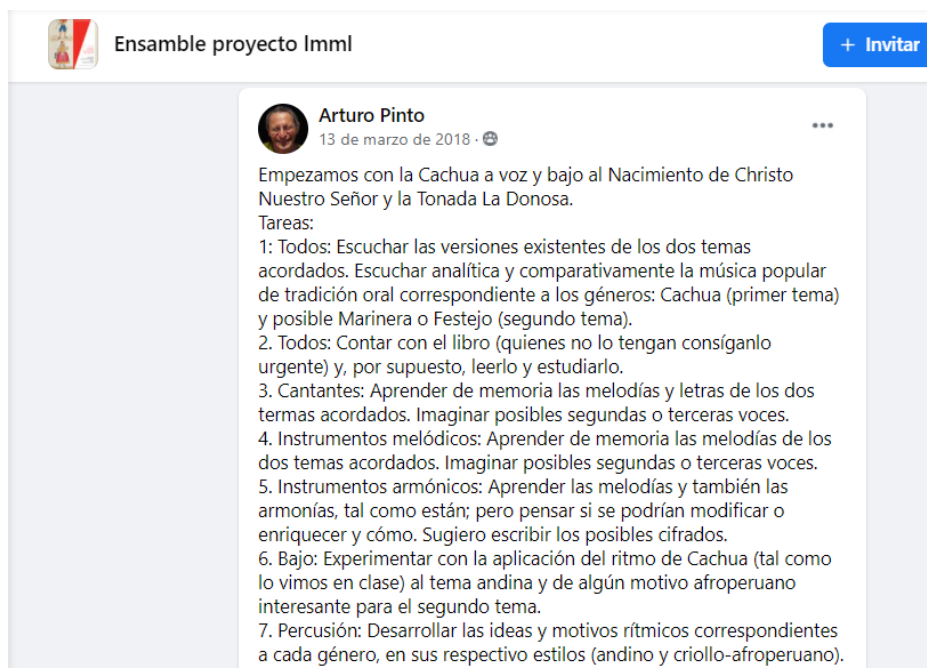 Ensamble proyecto Imml
+ Invitar
Arturo Pinto
13 de marzo de 2018 ·
Empezamos con la Cachua a voz y bajo al Nacimiento de Christo
Nuestro Señor y la Tonada La Donosa.
Tareas:
1: Todos: Escuchar las versiones existentes de los dos temas
acordados. Escuchar analítica y comparativamente la música popular
de tradición oral correspondiente a los géneros: Cachua (primer tema)
y posible Marinera o Festejo (segundo tema).
2. Todos: Contar con el libro (quienes no lo tengan consíganlo
urgente) y, por supuesto, leerlo y estudiarlo.
3. Cantantes: Aprender de memoria las melodías y letras de los dos
termas acordados. Imaginar posibles segundas o terceras voces.
4. Instrumentos melódicos: Aprender de memoria las melodías de los
dos temas acordados. Imaginar posibles segundas o terceras voces.
5. Instrumentos armónicos: Aprender las melodías y también las
armonías, tal como están; pero pensar si se podrían modificar o
enriquecer y cómo. Sugiero escribir los posibles cifrados.
6. Bajo: Experimentar con la aplicación del ritmo de Cachua (tal como
lo vimos en clase) al tema andina y de algún motivo afroperuano
interesante para el segundo tema.
7. Percusión: Desarrollar las ideas y motivos rítmicos correspondientes
a cada género, en sus respectivo estilos (andino y criollo-afroperuano).